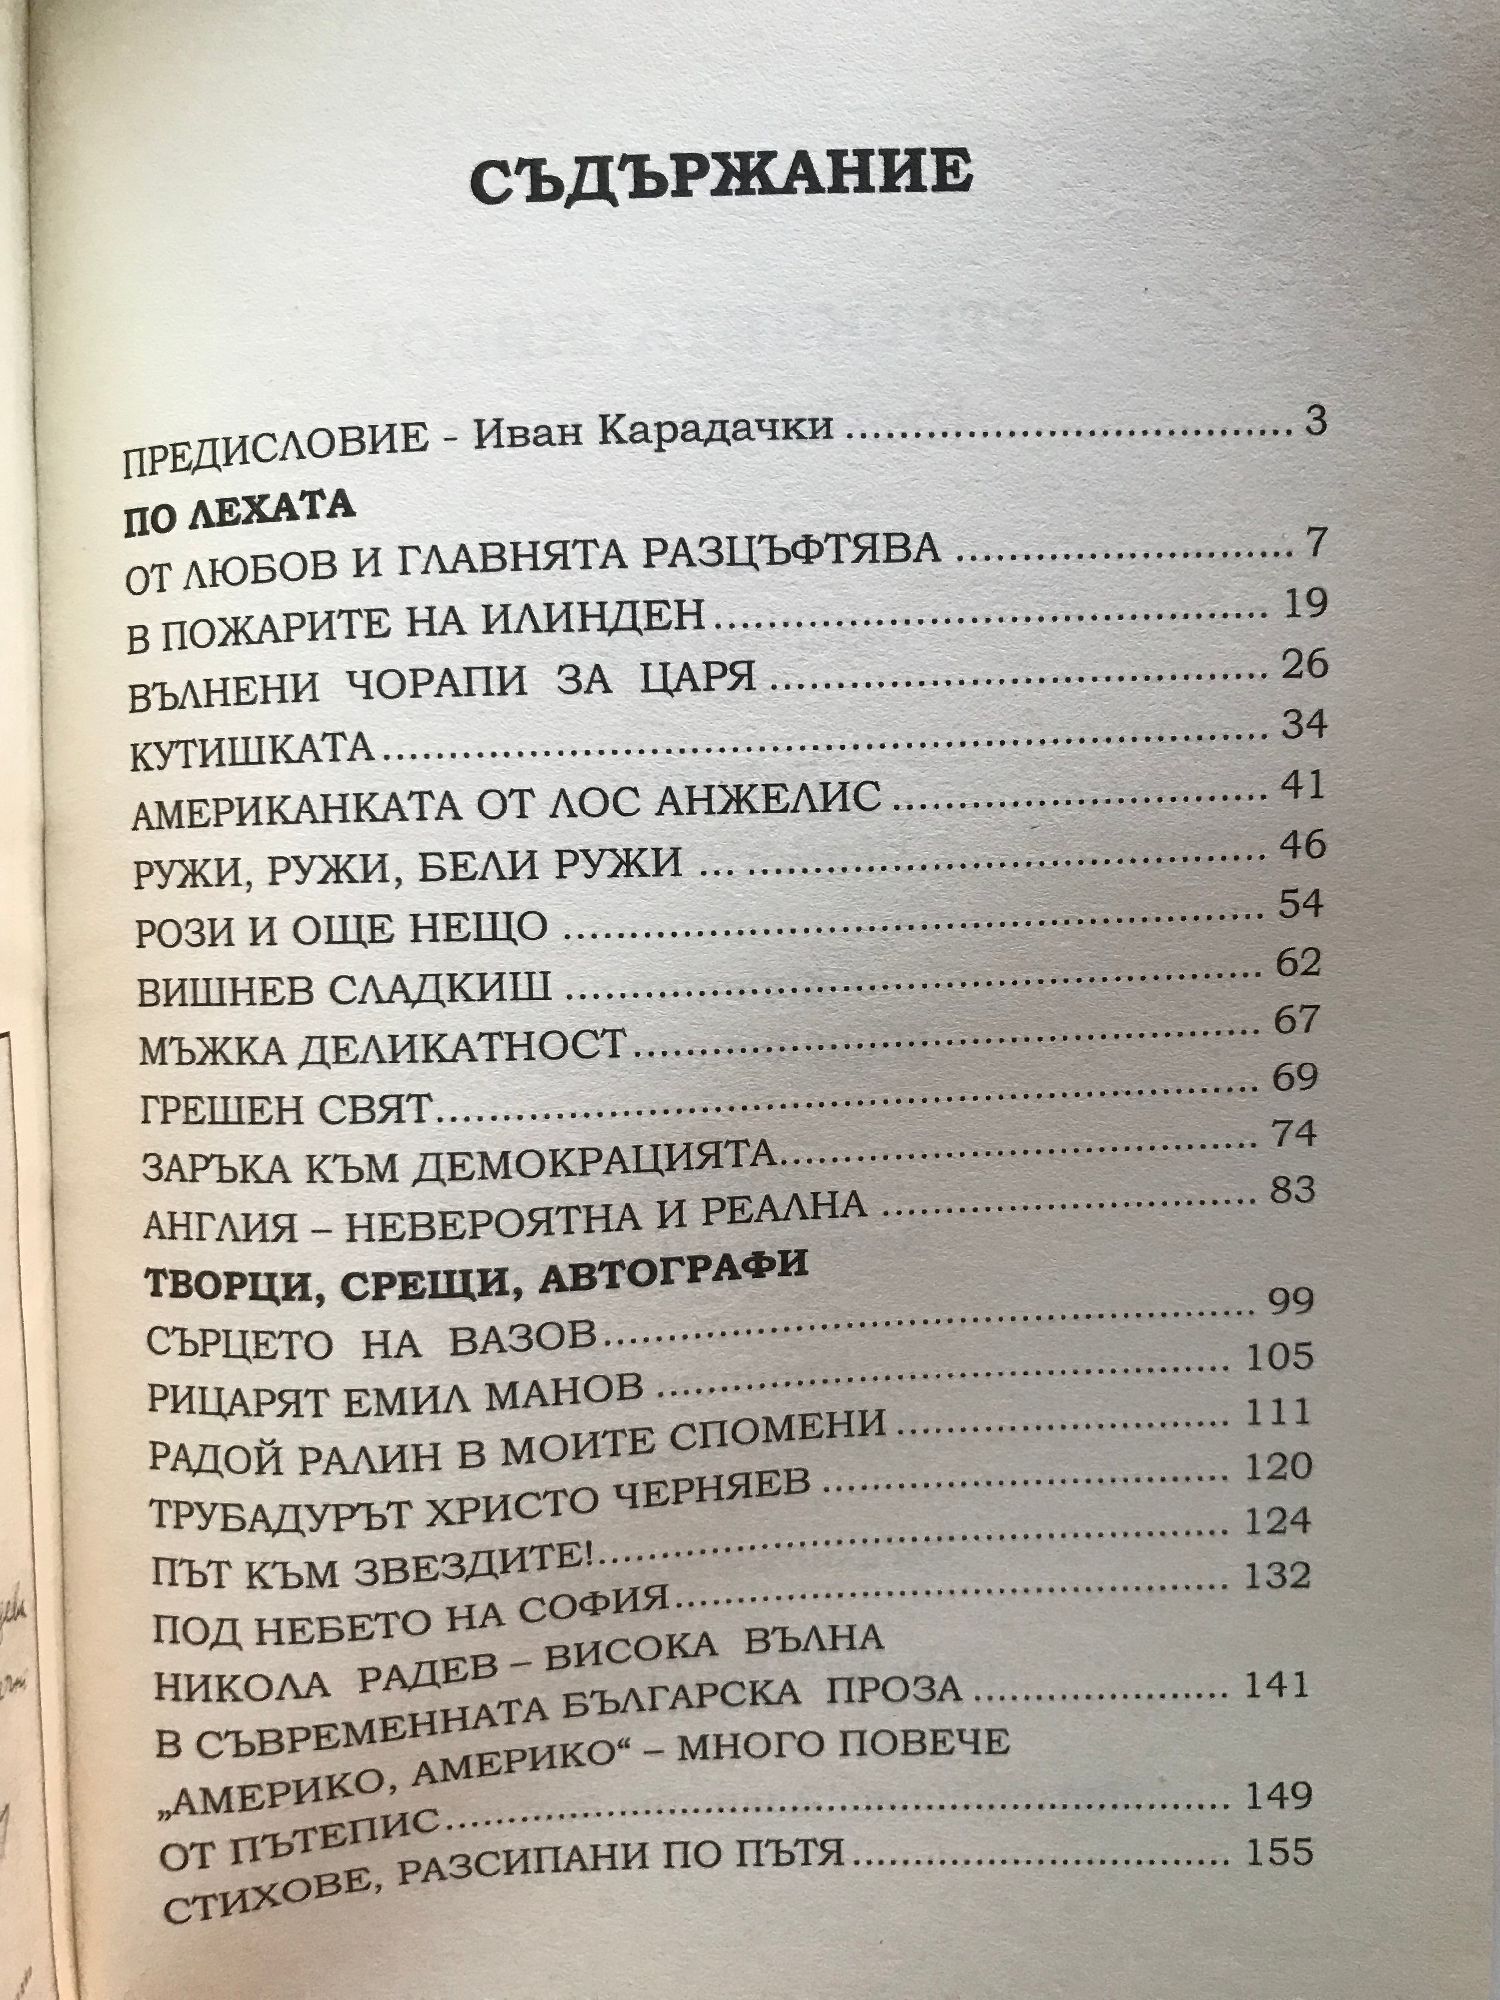 СЪДЪРЖАНИЕ
ПРЕДИСЛОВИЕ - Иван Карадачки ................................. 3
ПО ЛЕХАТА
ОТ ЛЮБОВ И ГЛАВНЯТА РАЗЦЪФТЯВА ......................... 7
В ПОЖАРИТЕ НА ИЛИНДЕН......................................... 19
ВЪЛНЕНИ ЧОРАПИ ЗА ЦАРЯ ..................................... 26
КУТИШКАТА................................................................. 34
АМЕРИКАНКАТА ОТ ЛОС АНЖЕЛИС ............................ 41
РУЖИ, РУЖИ, БЕЛИ РУЖИ ... ...................................... 46
РОЗИ И ОЩЕ НЕЩО .................................................... 54
ВИШНЕВ СЛАДКИШ .................................................... 62
МЪЖКА ДЕЛИКАТНОСТ............................................... 67
ГРЕШЕН СВЯТ.............................................................. 69
ЗАРЪКА КЪМ ДЕМОКРАЦИЯТА.................................... 74
АНГЛИЯ – НЕВЕРОЯТНА И РЕАЛНА ............................ 83
ТВОРЦИ, СРЕЩИ, АВТОГРАФИ
СЪРЦЕТО НА ВАЗОВ................................................. 99
РИЦАРЯТ ЕМИЛ МАНОВ ........................................... 105
РАДОЙ РАЛИН В МОИТЕ СПОМЕНИ ......................... 111
ТРУБАДУРЪТ ХРИСТО ЧЕРНЯЕВ ............................... 120
ПЪТ КЪМ ЗВЕЗДИТЕ!................................................ 124
ПОД НЕБЕТО НА СОФИЯ.......................................... 132
НИКОЛА РАДЕВ – ВИСОКА ВЪЛНА
В СЪВРЕМЕННАТА БЪЛГАРСКА ПРОЗА ................... 141
„АМЕРИКО, АМЕРИКО“ – МНОГО ПОВЕЧЕ
ОТ ПЪТЕПИС........................................................... 149
СТИХОВЕ, РАЗСИПАНИ ПО ПЪТЯ ............................ 155